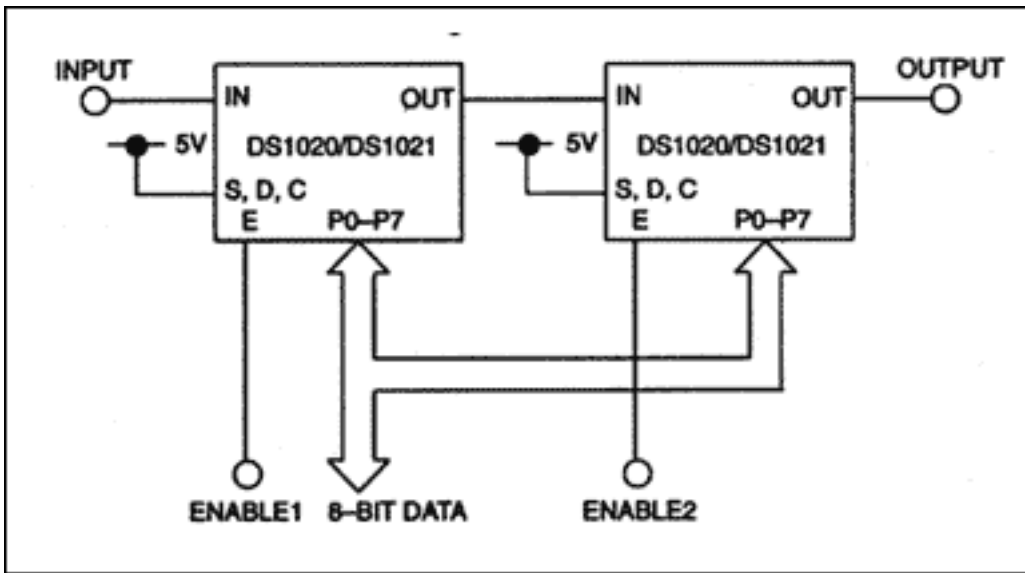 INPUT
IN
OUT
5V
DS1020/DS1021
S, D, C
E
P0–P7
IN
OUT
OUTPUT
5V
DS1020/DS1021
S, D, C
E
P0–P7
ENABLE1
8–BIT DATA
ENABLE2